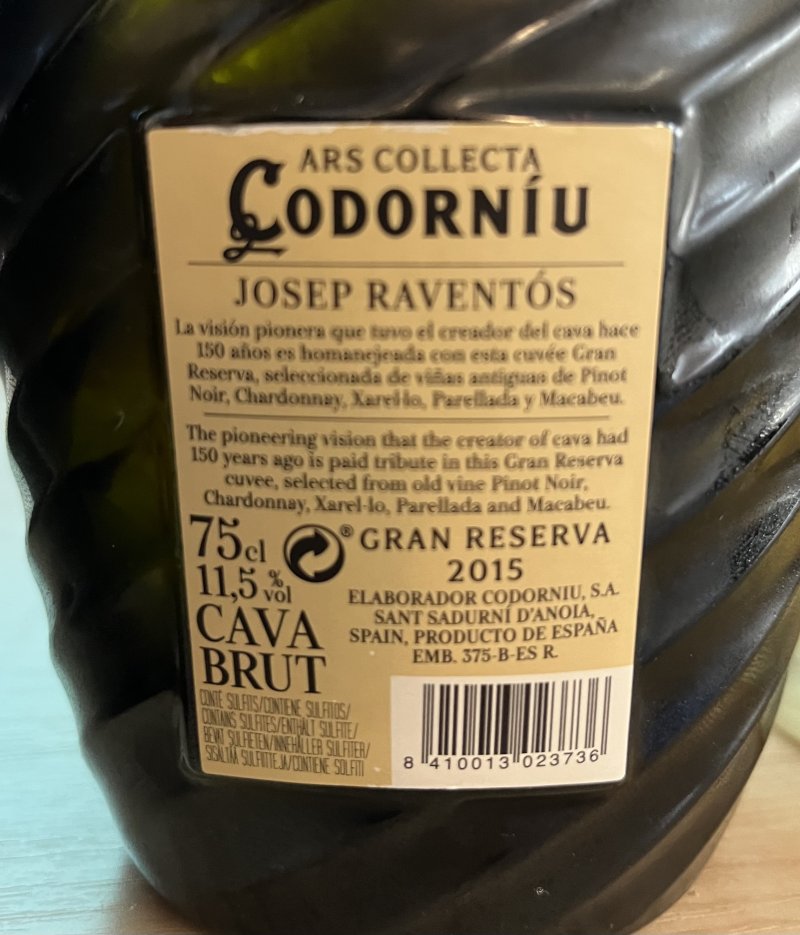 ARS COLLECTA
CODORNÍU
JOSEP RAVENTÓS
La visión pionera que tuvo el creador del cava hace
150 años es homanejeada con esta cuvée Gran
Reserva, seleccionada de viñas antiguas de Pinot
Noir, Chardonnay, Xarel·lo, Parellada y Macabeu.
The pioneering vision that the creator of cava had
150 years ago is paid tribute in this Gran Reserva
cuvee, selected from old vine Pinot Noir,
Chardonnay, Xarel·lo, Parellada and Macabeu.
75cl
11,5 % vol
CAVA
BRUT
®
GRAN RESERVA
2015
ELABORADOR CODORNIU, S.A.
SANT SADURNÍ D'ANOIA,
SPAIN, PRODUCTO DE ESPAÑA
EMB. 375-B-ES R.
CONTÉ SULFITS/CONTIENE SULFITOS/
CONTAINS SULFITES/ENTHÄLT SULFITE/
BEVAT SULFIETEN/INNEHÅLLER SULFITER/
SISÄLTÄÄ SULFIITTEJA/CONTIENE SOLFITI
8 410013 023736